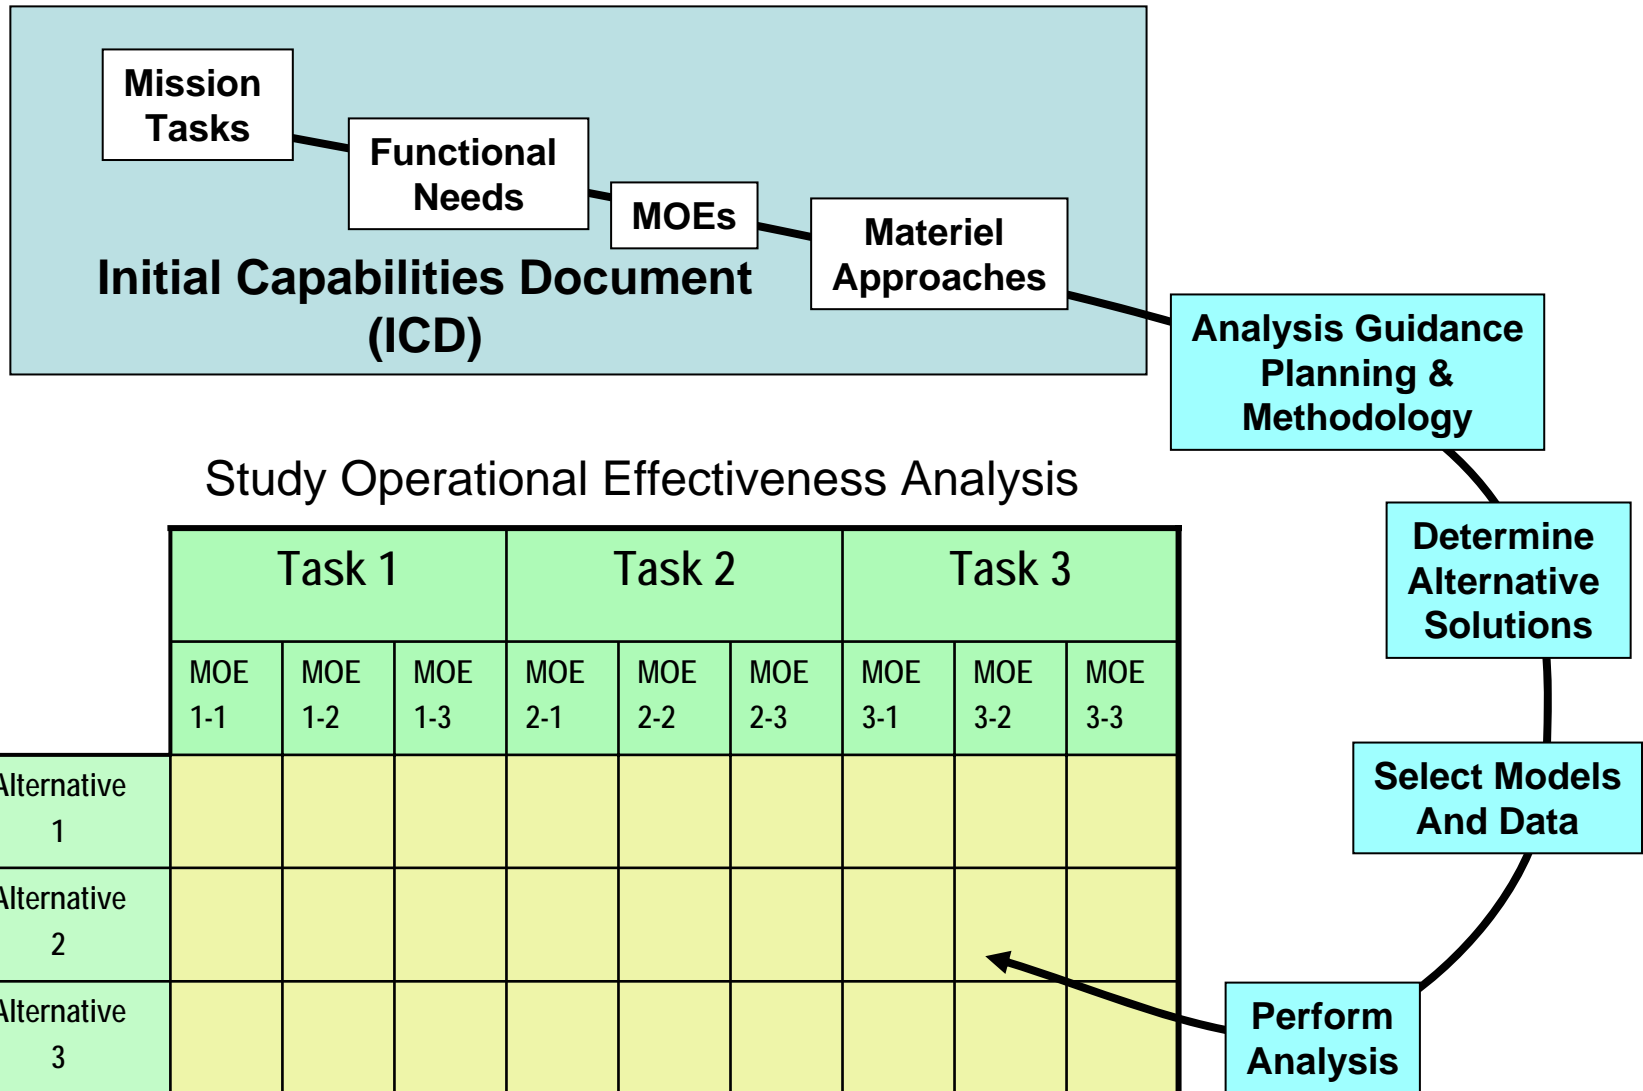 Mission
Tasks
Functional
Needs
MOEs
Materiel
Approaches
Initial Capabilities Document
(ICD)
Analysis Guidance
Planning &
Methodology
Determine
Alternative
Solutions
Select Models
And Data
Perform
Analysis
Study Operational Effectiveness Analysis
Task 1
Task 2
Task 3
MOE
1-1
MOE
1-2
MOE
1-3
MOE
2-1
MOE
2-2
MOE
2-3
MOE
3-1
MOE
3-2
MOE
3-3
Alternative
1
Alternative
2
Alternative
3